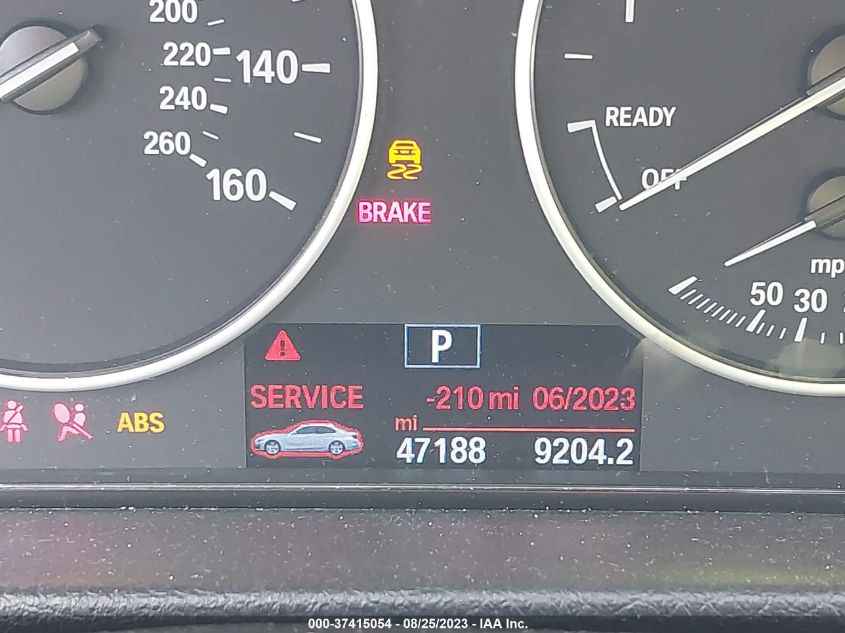 200
220
140
240
260
160
BRAKE
READY
OFF
50
30
ABS
P
SERVICE -210 mi 06/2023
mi
47188 9204.2
000-37415054 - 08/25/2023 - IAA Inc.